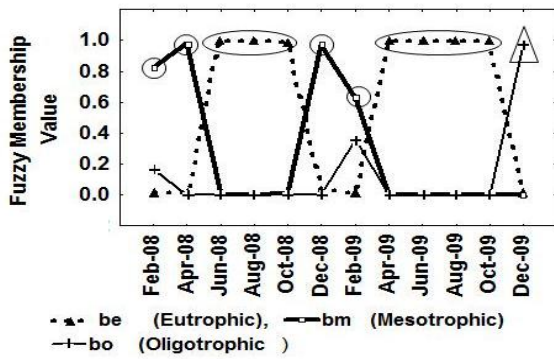 Fuzzy Membership
Value
1.0
0.8
0.6
0.4
0.2
0.0
Feb-08
Apr-08
Jun-08
Aug-08
Oct-08
Dec-08
Feb-09
Apr-09
Jun-09
Aug-09
Oct-09
Dec-09
be (Eutrophic), bm (Mesotrophic)
bo (Oligotrophic )